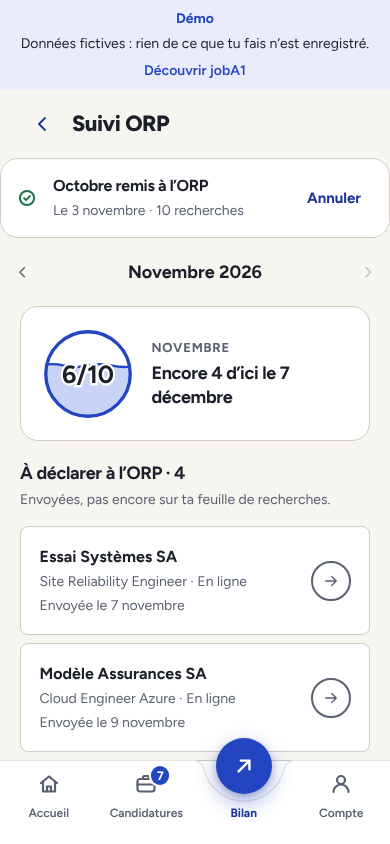 Démo
Données fictives : rien de ce que tu fais n'est enregistré.
Découvrir jobA1
Suivi ORP
Octobre remis à l'ORP
Le 3 novembre · 10 recherches
Annuler
Novembre 2026
6/10
NOVEMBRE
Encore 4 d'ici le 7
décembre
À déclarer à l'ORP · 4
Envoyées, pas encore sur ta feuille de recherches.
Essai Systèmes SA
Site Reliability Engineer · En ligne
Envoyée le 7 novembre
Modèle Assurances SA
Cloud Engineer Azure · En ligne
Envoyée le 9 novembre
7
Accueil
Candidatures
Bilan
Compte